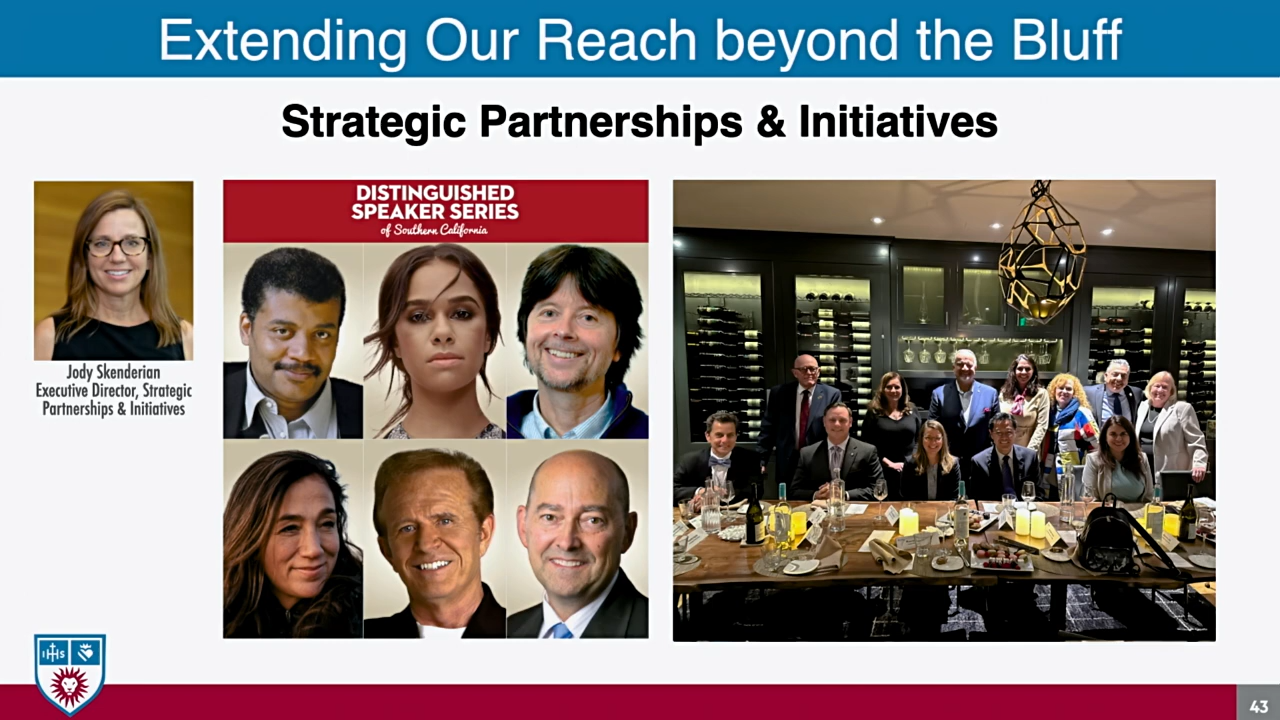 Extending Our Reach beyond the Bluff
Strategic Partnerships & Initiatives
Jody Skenderian
Executive Director, Strategic
Partnerships & Initiatives
DISTINGUISHED
SPEAKER SERIES
of Southern California
IHS
43